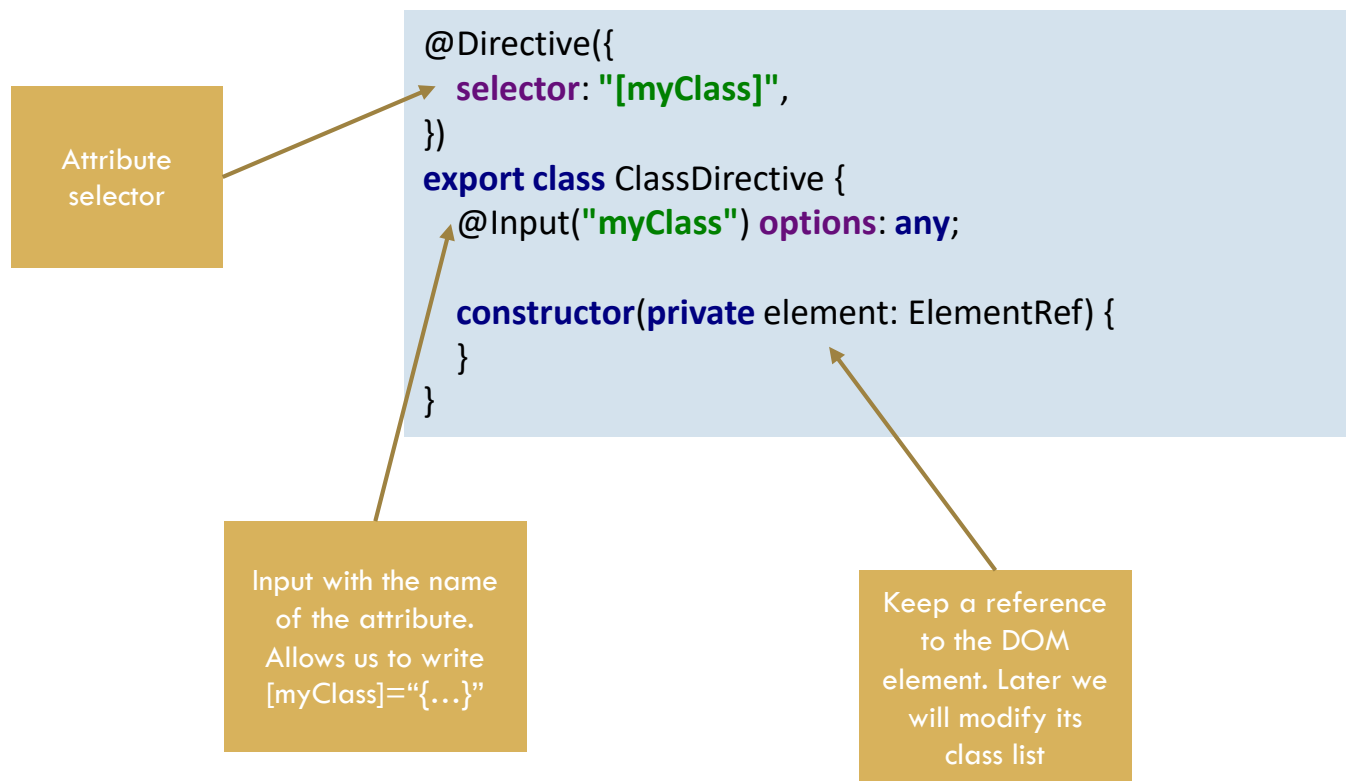 @Directive({
selector: "[myClass]",
})
export class ClassDirective {
@Input("myClass") options: any;
constructor(private element: ElementRef) {
}
}
Attribute
selector
Input with the name
of the attribute.
Allows us to write
[myClass]=“{…}”
Keep a reference
to the DOM
element. Later we
will modify its
class list